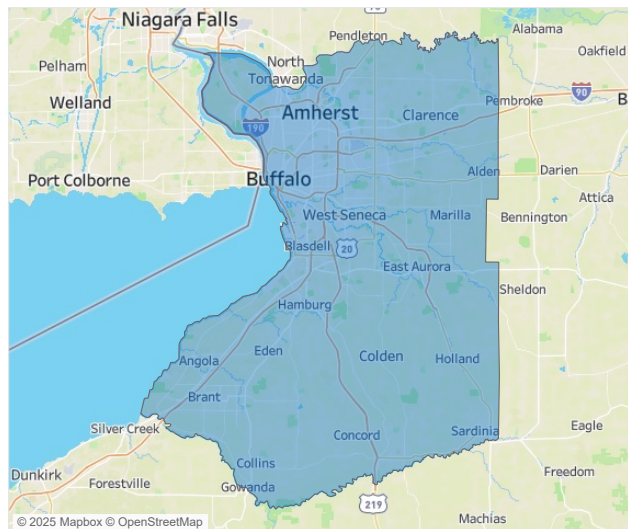 90
Niagara Falls
Pendleton
Alabama
Oakfield
Pelham
North
Tonawanda
Welland
Amherst
Clarence
Pembroke
90
B
190
Port Colborne
Buffalo
Alden
Darien
Attica
West Seneca
Marilla
Bennington
Blasdell
20
East Aurora
Sheldon
Hamburg
Angola
Eden
Colden
Holland
Brant
Silver Creek
Concord
Sardinia
Eagle
Dunkirk
Forestville
Collins
Gowanda
Freedom
219
Machias
© 2025 Mapbox © OpenStreetMap